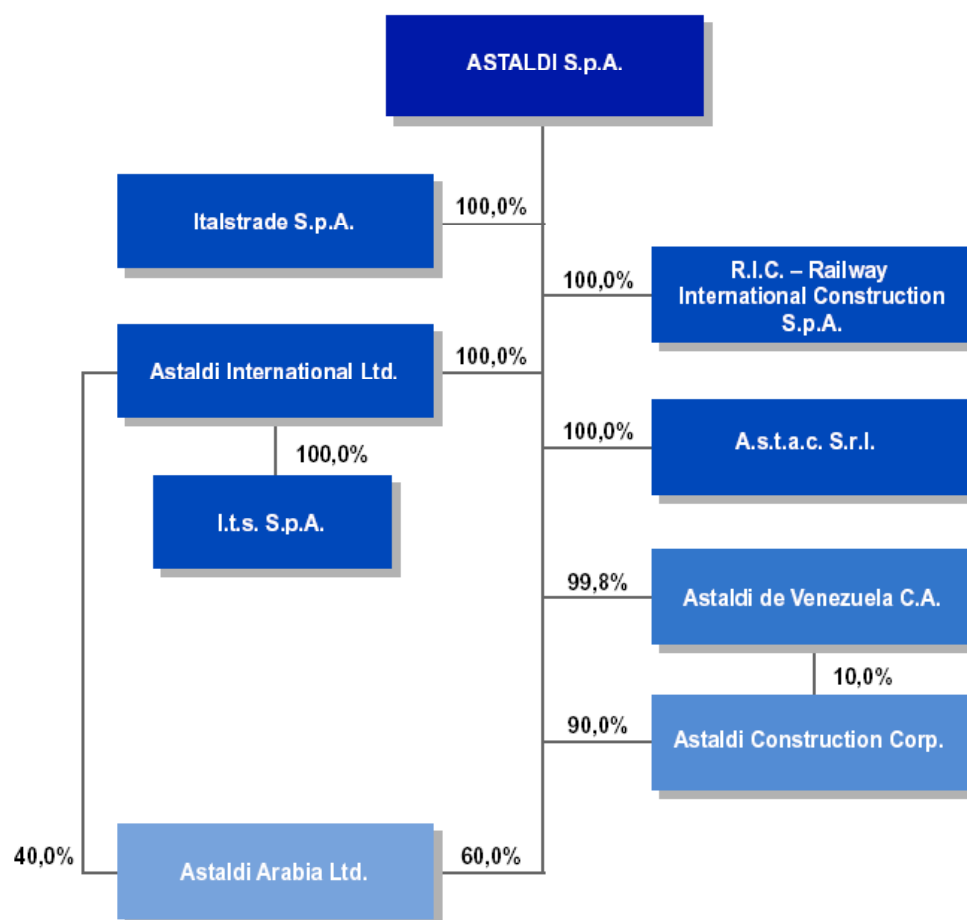 ASTALDI S.p.A.
Italstrade S.p.A.
100,0%
100,0%
R.I.C. – Railway
International Construction
S.p.A.
Astaldi International Ltd.
100,0%
100,0%
I.t.s. S.p.A.
100,0%
A.s.t.a.c. S.r.l.
99,8%
Astaldi de Venezuela C.A.
10,0%
90,0%
Astaldi Construction Corp.
40,0%
Astaldi Arabia Ltd.
60,0%